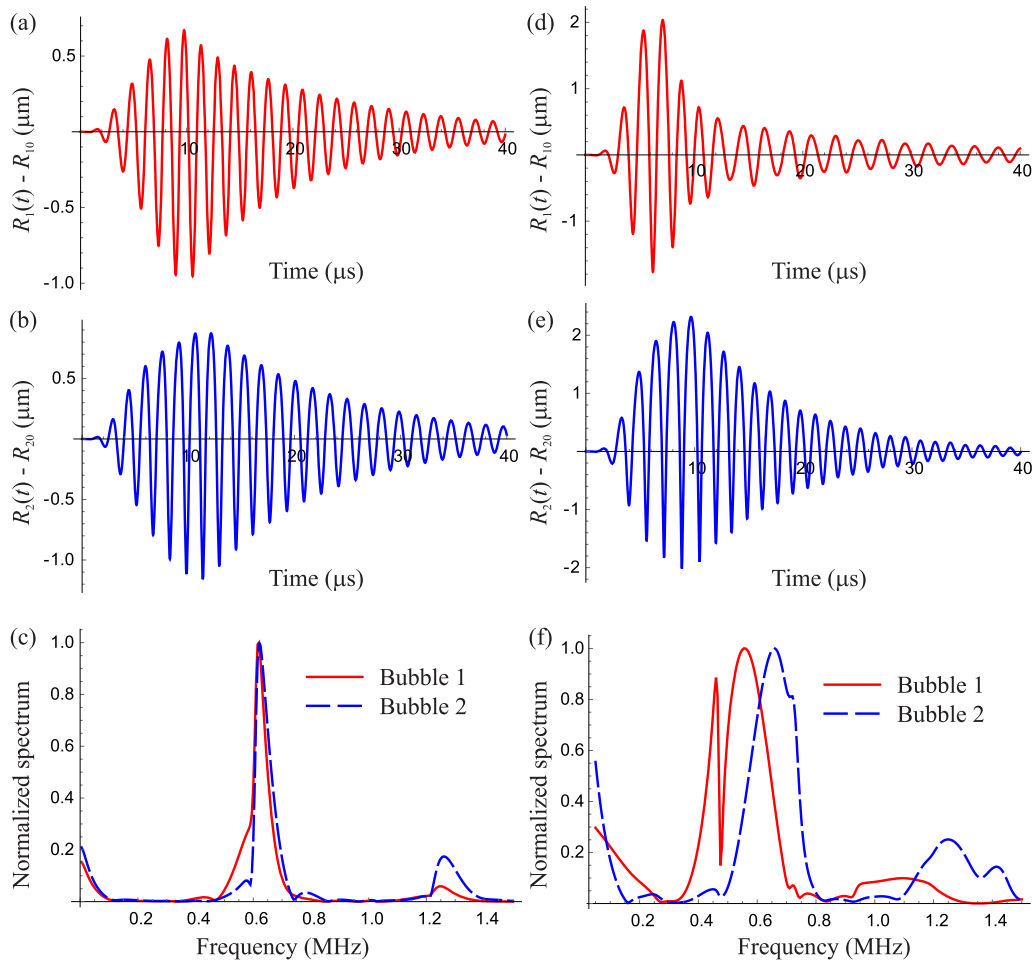 (a)
R₁(t) - R₁₀ (μm)
0.5
-0.5
-1.0
10
20
30
40
Time (μs)
(d)
R₁(t) - R₁₀ (μm)
2
1
-1
10
20
30
40
Time (μs)
(b)
R₂(t) - R₂₀ (μm)
0.5
-0.5
-1.0
10
20
30
40
Time (μs)
(e)
R₂(t) - R₂₀ (μm)
2
1
-1
-2
10
20
30
40
Time (μs)
(c)
Normalized spectrum
1.0
0.8
0.6
0.4
0.2
Bubble 1
Bubble 2
0.2 0.4 0.6 0.8 1.0 1.2 1.4
Frequency (MHz)
(f)
Normalized spectrum
1.0
0.8
0.6
0.4
0.2
Bubble 1
Bubble 2
0.2 0.4 0.6 0.8 1.0 1.2 1.4
Frequency (MHz)